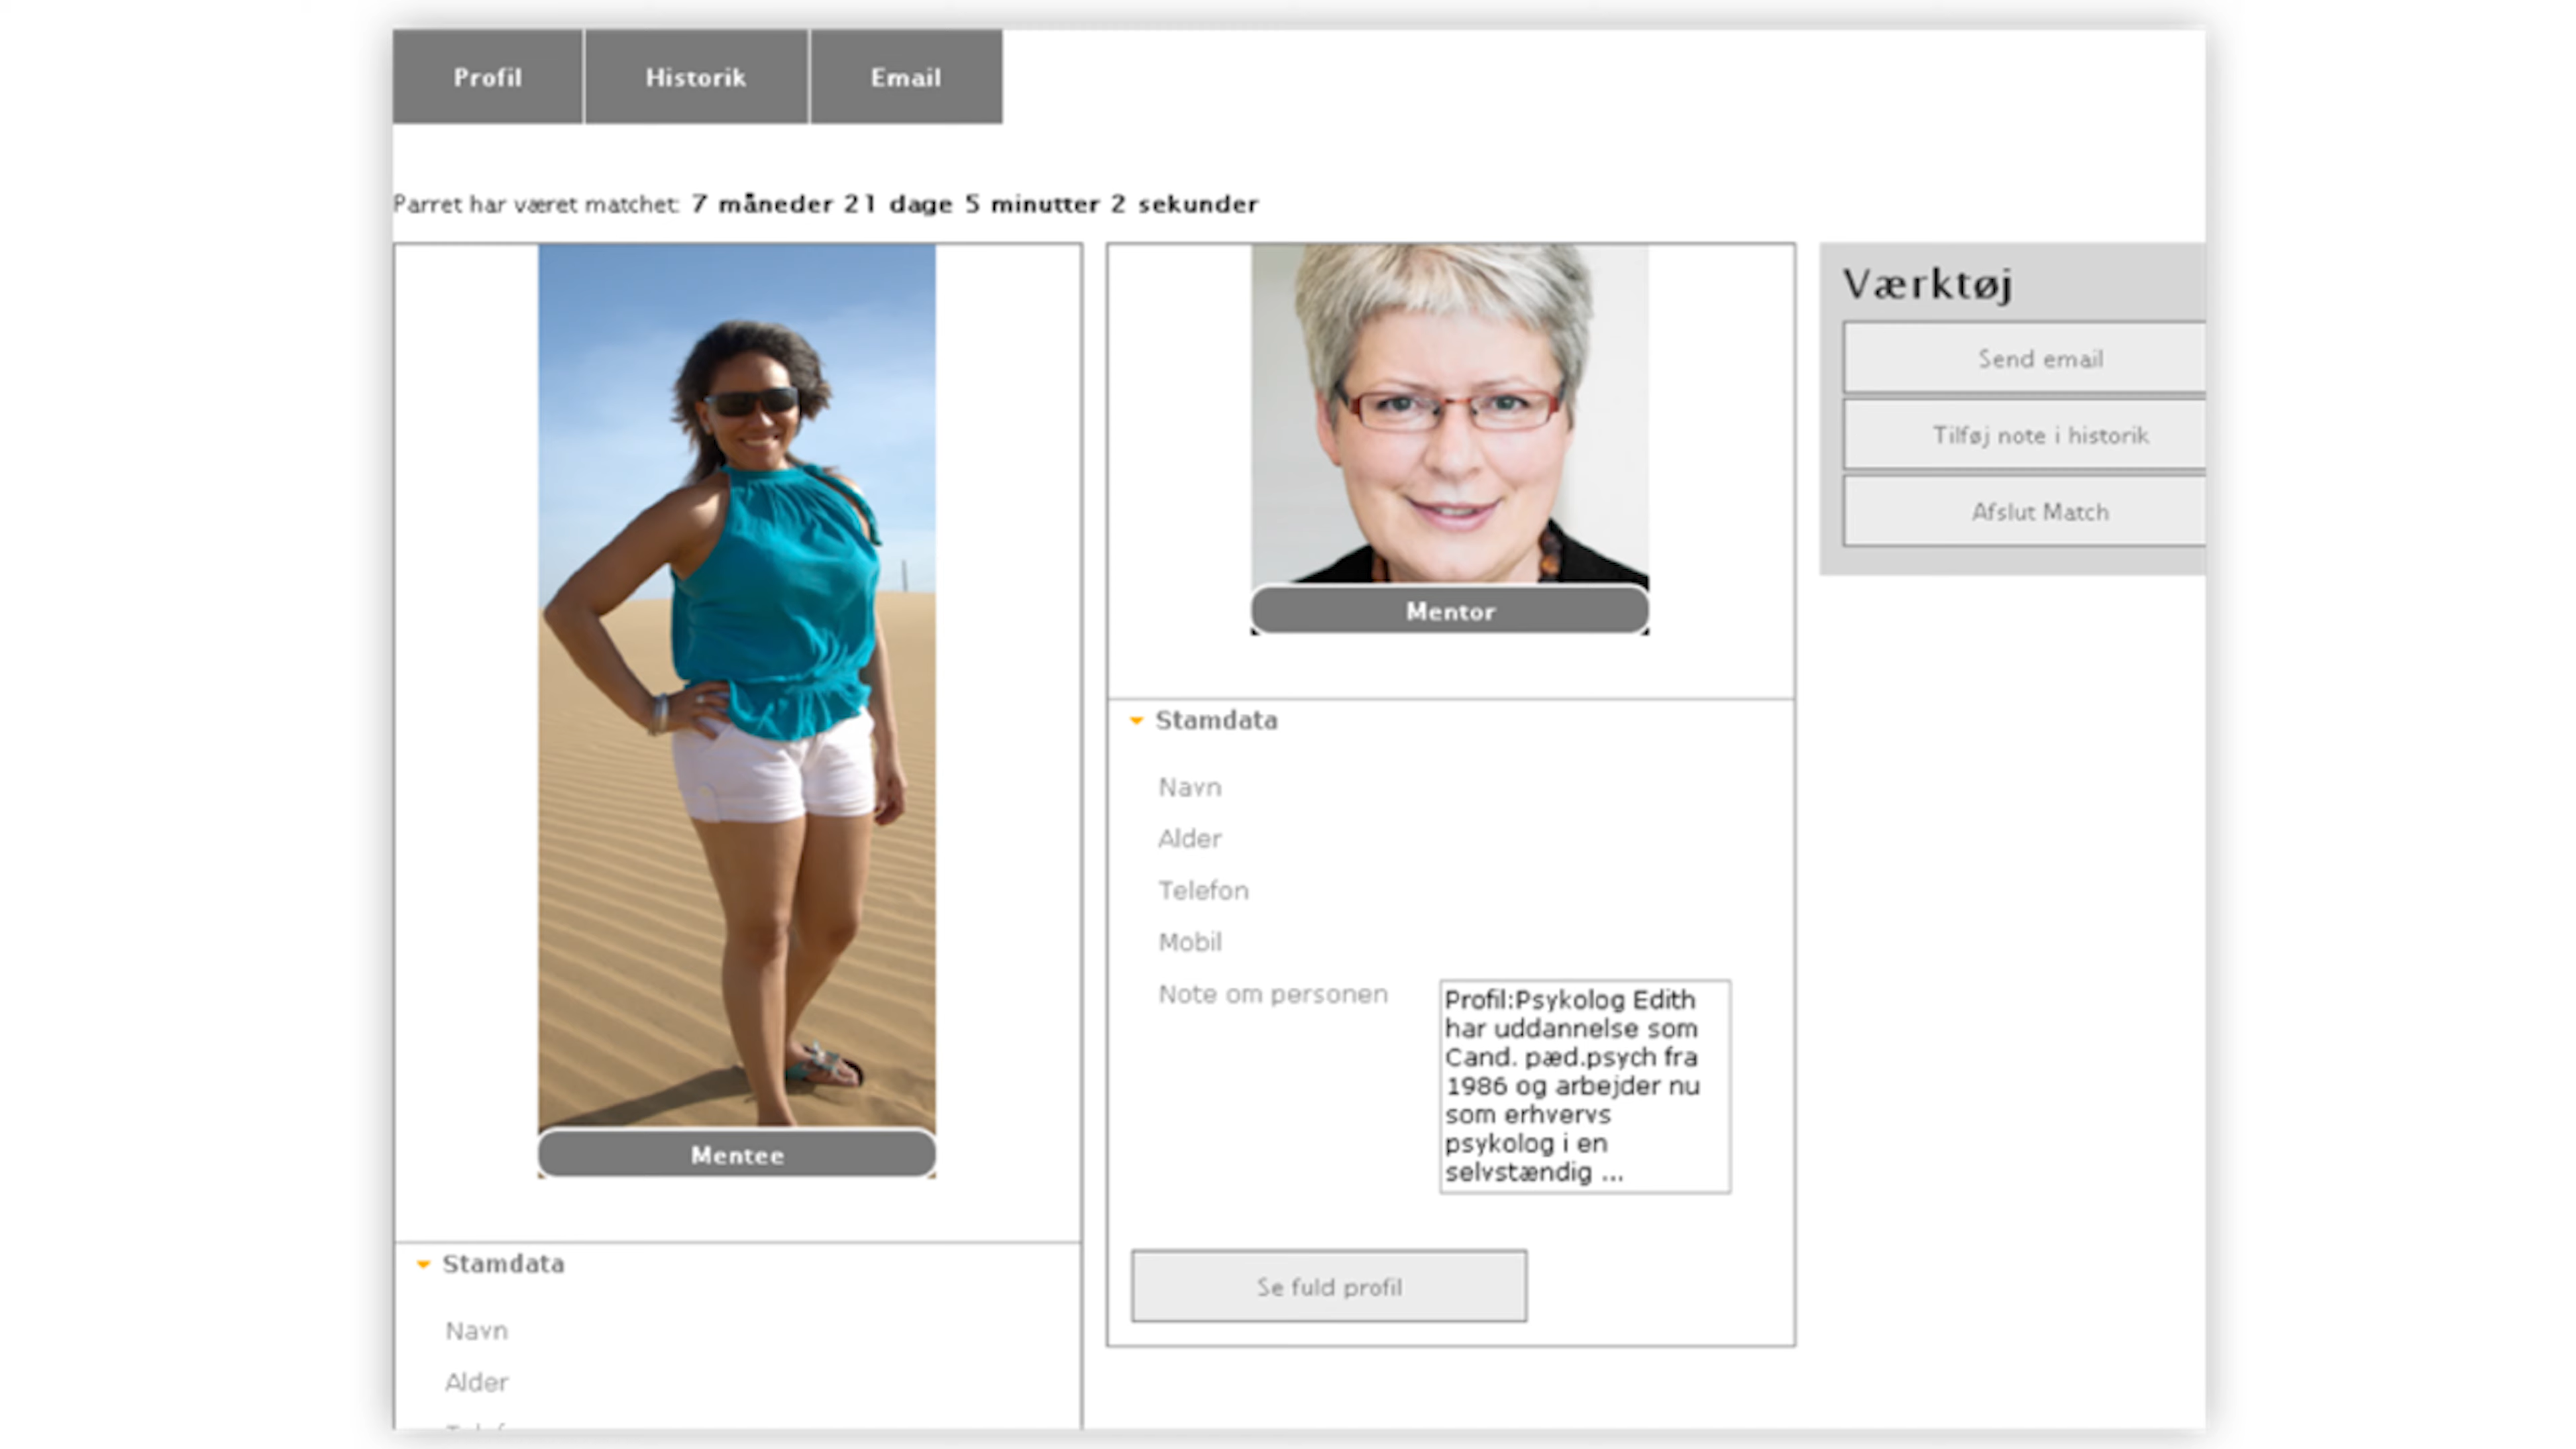 Profil
Historik
Email
Parret har været matchet: 7 måneder 21 dage 5 minutter 2 sekunder
Mentee
Stamdata
Navn
Alder
Mentor
Stamdata
Navn
Alder
Telefon
Mobil
Note om personen
Profil:Psykolog Edith
har uddannelse som
Cand. pæd.psych fra
1986 og arbejder nu
som erhvervs
psykolog i en
selvstændig ...
Se fuld profil
Værktøj
Send email
Tilføj note i historik
Afslut Match